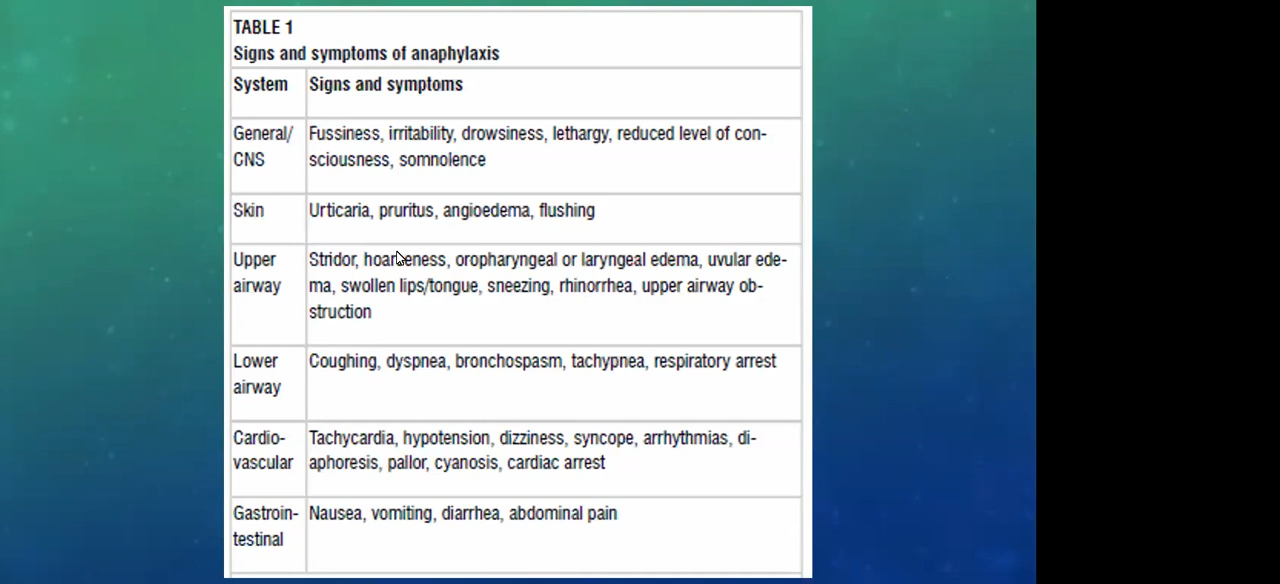 TABLE 1
Signs and symptoms of anaphylaxis
System Signs and symptoms
General/ Fussiness, irritability, drowsiness, lethargy, reduced level of con-
CNS sciousness, somnolence
Skin Urticaria, pruritus, angioedema, flushing
Upper Stridor, hoarseness, oropharyngeal or laryngeal edema, uvular ede-
airway ma, swollen lips/tongue, sneezing, rhinorrhea, upper airway ob-
struction
Lower Coughing, dyspnea, bronchospasm, tachypnea, respiratory arrest
airway
Cardio- Tachycardia, hypotension, dizziness, syncope, arrhythmias, di-
vascular aphoresis, pallor, cyanosis, cardiac arrest
Gastroin- Nausea, vomiting, diarrhea, abdominal pain
testinal